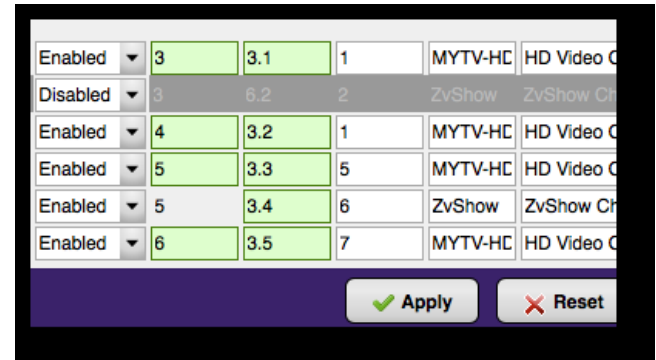 Enabled 3 3.1 1 MYTV-HD HD Video C
Disabled 3 6.2 2 ZvShow ZvShow Ch
Enabled 4 3.2 1 MYTV-HD HD Video C
Enabled 5 3.3 5 MYTV-HD HD Video C
Enabled 5 3.4 6 ZvShow ZvShow Ch
Enabled 6 3.5 7 MYTV-HD HD Video C
Apply Reset